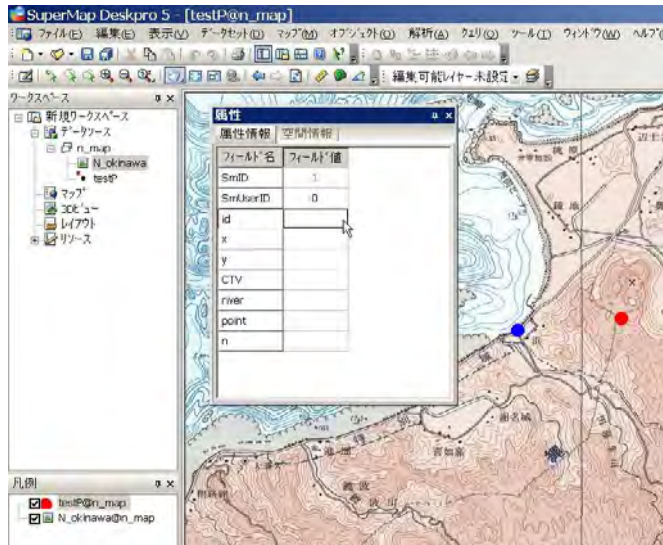 SuperMap Deskpro 5 - [testP@n_map]
ファイル(F) 編集(E) 表示(V) データセット(D) マップ(M) オブジェクト(O) 解析(A) クエリ(Q) ツール(T) ウィンドウ(W) ヘルプ(H)
編集可能レイヤー未設定
ワークスペース
新規ワークスペース
データソース
n_map
N_okinawa
testP
マップ
3Dビュー
レイアウト
リソース
属性
属性情報 空間情報
フィールド名 フィールド値
SmID 1
SmUserID 0
id
x
y
CTV
river
point
n
凡例
testP@n_map
N_okinawa@n_map